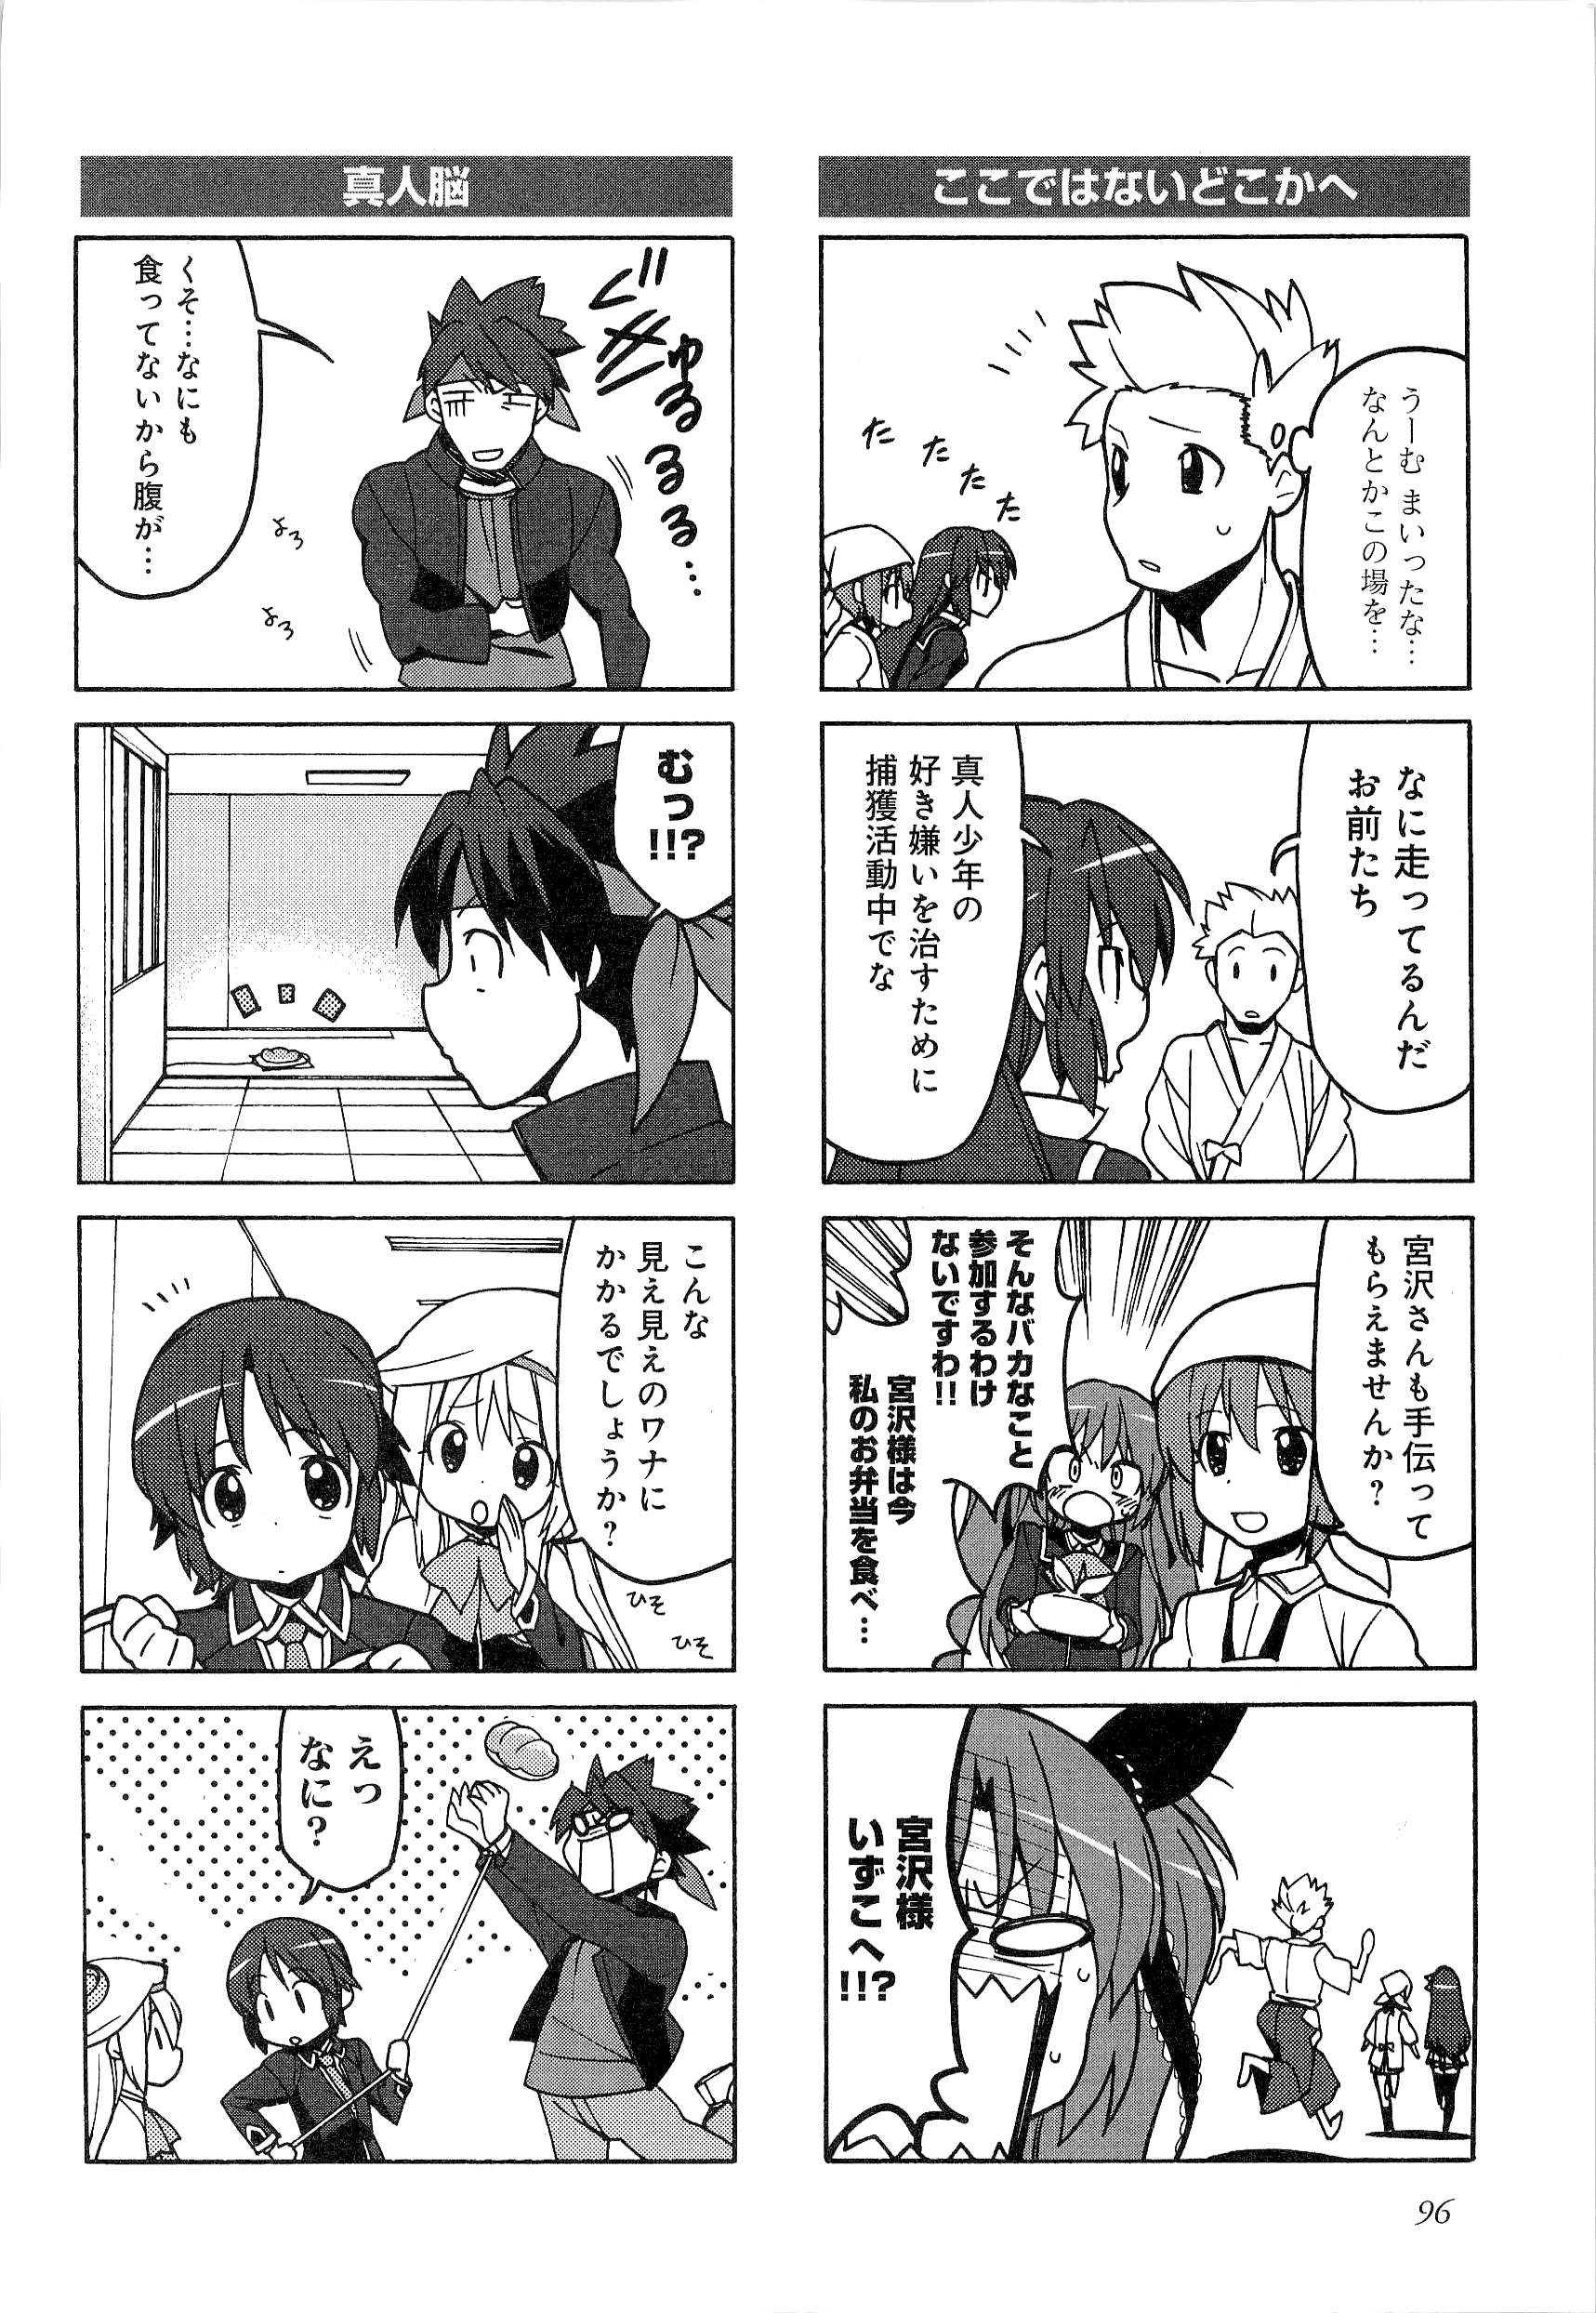 ここではないどこかへ
うーむ まいったな…
なんとかこの場を…
た
た
た
た
なに走ってるんだ
お前たち
真人少年の
好き嫌いを治すために
捕獲活動中でな
宮沢さんも手伝って
もらえませんか?
そんなバカなこと
参加するわけ
ないですわ!!
宮沢様は今
私のお弁当を食べ…
宮沢様
いずこへ!!?
真人脳
ぐぎゅるるるる…
くそ…なにも
食ってないから腹が…
よろ
よろ
むっ!!?
こんな
見え見えのワナに
かかるでしょうか?
ひそ
ひそ
えっ
なに?
96